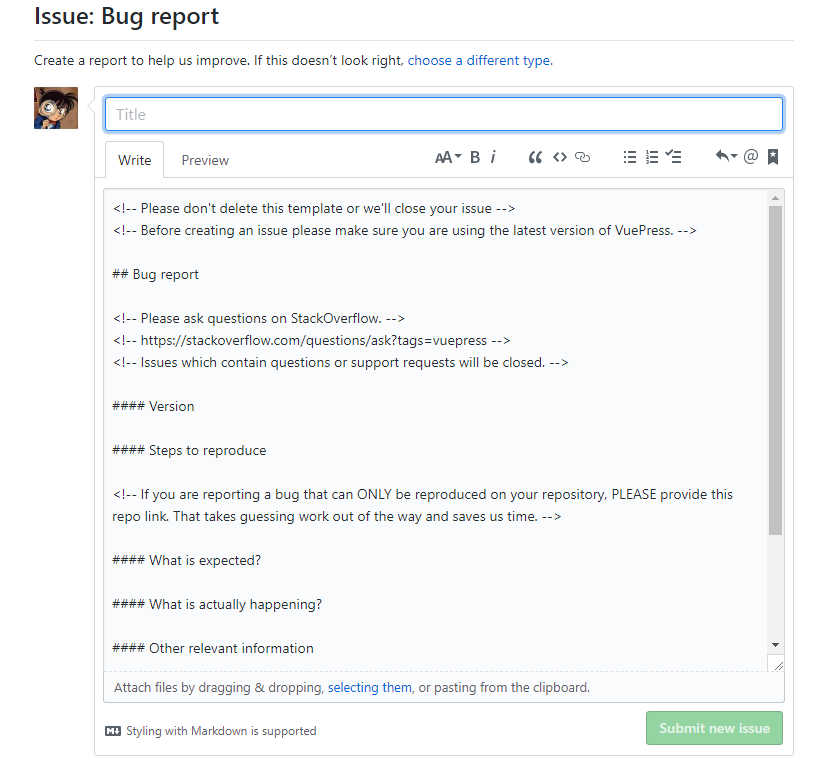 Issue: Bug report
Create a report to help us improve. If this doesn’t look right, choose a different type.
Title
Write Preview AA B i
<!-- Please don't delete this template or we'll close your issue -->
<!-- Before creating an issue please make sure you are using the latest version of VuePress. -->
## Bug report
<!-- Please ask questions on StackOverflow. -->
<!-- https://stackoverflow.com/questions/ask?tags=vuepress -->
<!-- Issues which contain questions or support requests will be closed. -->
#### Version
#### Steps to reproduce
<!-- If you are reporting a bug that can ONLY be reproduced on your repository, PLEASE provide this
repo link. That takes guessing work out of the way and saves us time. -->
#### What is expected?
#### What is actually happening?
#### Other relevant information
Attach files by dragging & dropping, selecting them, or pasting from the clipboard.
Styling with Markdown is supported
Submit new issue